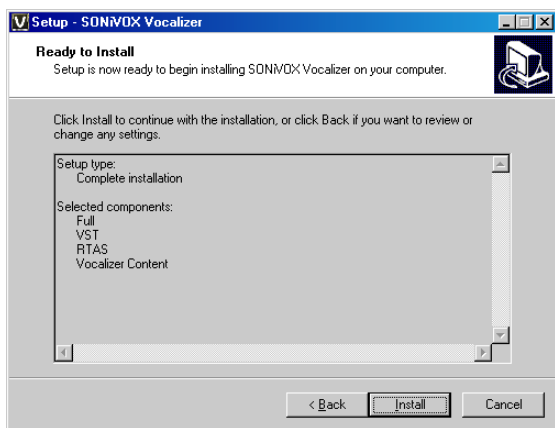 Setup - SONiVOX Vocalizer
Ready to Install
Setup is now ready to begin installing SONiVOX Vocalizer on your computer.
Click Install to continue with the installation, or click Back if you want to review or
change any settings.
Setup type:
Complete installation
Selected components:
Full
VST
RTAS
Vocalizer Content
< Back
Install
Cancel